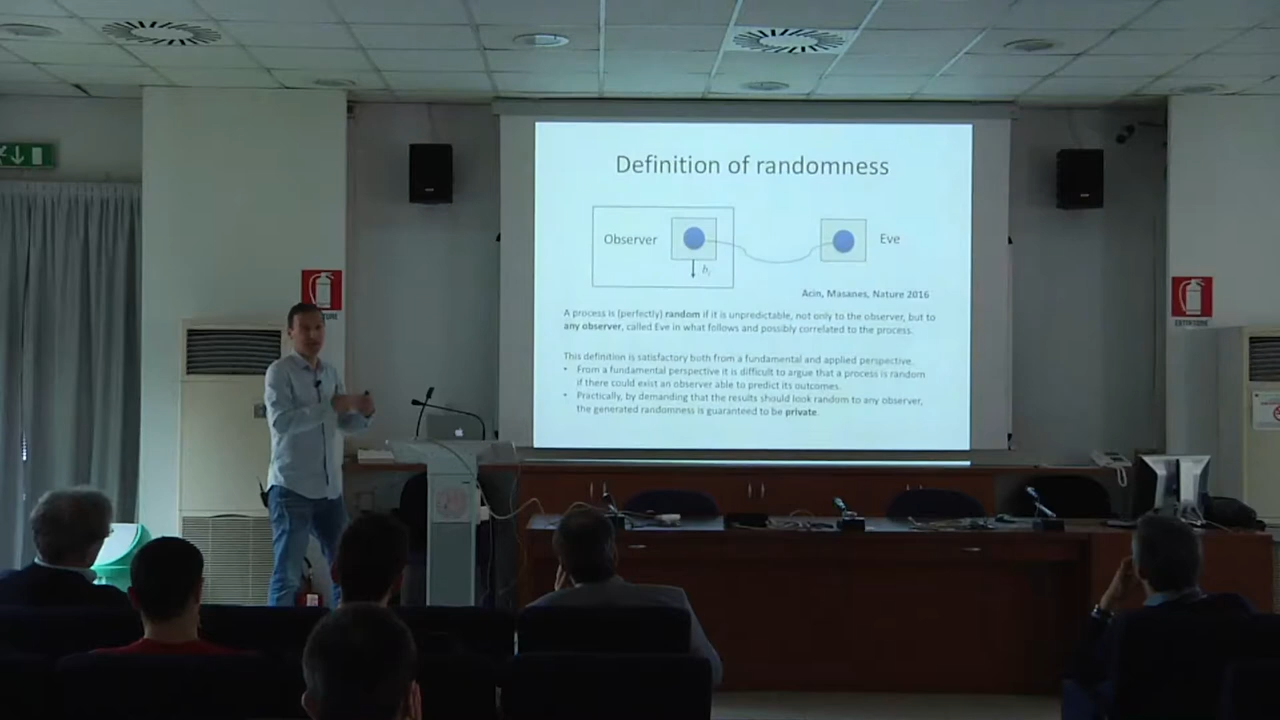 Definition of randomness
Observer
Eve
Acin, Masanes, Nature 2016
A process is (perfectly) random if it is unpredictable, not only to the observer, but to
any observer, called Eve in what follows and possibly correlated to the process.
This definition is satisfactory both from a fundamental and applied perspective.
• From a fundamental perspective it is difficult to argue that a process is random
if there could exist an observer able to predict its outcomes.
• Practically, by demanding that the results should look random to any observer,
the generated randomness is guaranteed to be private.
ESTINTORE